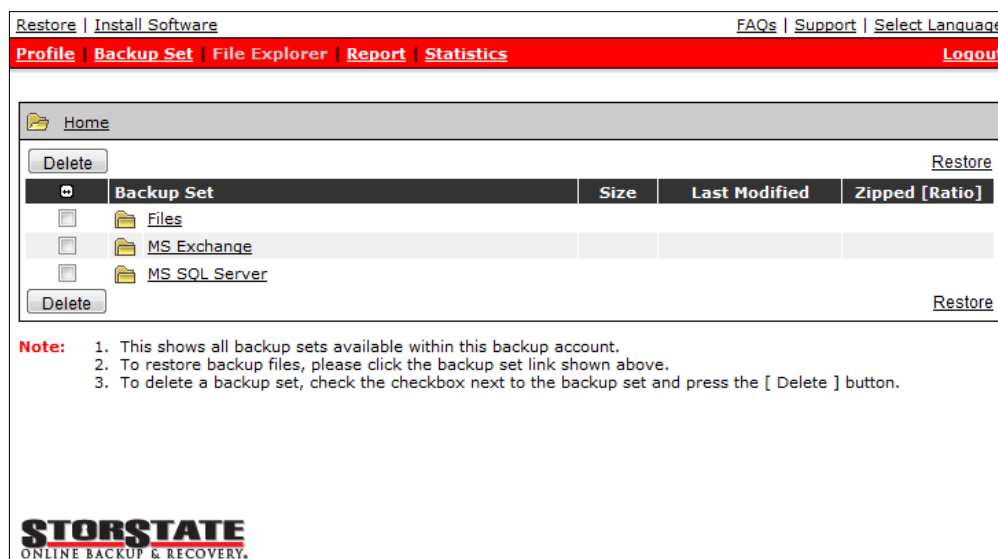 Restore | Install Software FAQs | Support | Select Language
Profile | Backup Set | File Explorer | Report | Statistics Logout
Home
Delete Restore
Backup Set Size Last Modified Zipped [Ratio]
Files
MS Exchange
MS SQL Server
Delete Restore
Note: 1. This shows all backup sets available within this backup account.
2. To restore backup files, please click the backup set link shown above.
3. To delete a backup set, check the checkbox next to the backup set and press the [ Delete ] button.
STORSTATE
ONLINE BACKUP & RECOVERY.